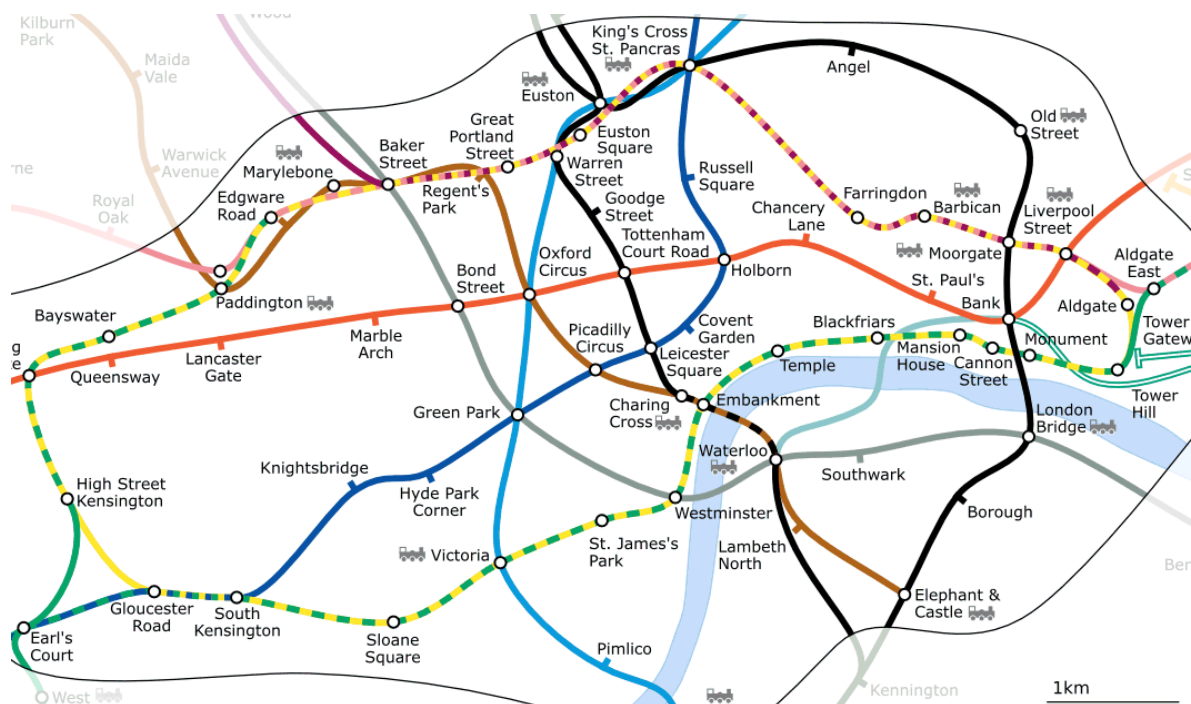 Kilburn
Park
Wood
King's Cross
St. Pancras
Maida
Vale
Angel
Euston
Old
Street
Great
Portland
Street
Euston
Square
Baker
Street
Marylebone
Warwick
Avenue
Warren
Street
Russell
Square
Regent's
Park
Edgware
Road
Royal
Oak
Goodge
Street
Farringdon
Barbican
Liverpool
Street
Chancery
Lane
Tottenham
Court Road
Moorgate
Aldgate
East
Oxford
Circus
Holborn
Bond
Street
St. Paul's
Paddington
Bank
Aldgate
Bayswater
Marble
Arch
Picadilly
Circus
Covent
Garden
Blackfriars
Mansion
House
Monument
Tower
Gatew
Lancaster
Gate
Queensway
Leicester
Square
Temple
Cannon
Street
Tower
Hill
Green Park
Charing
Cross
Embankment
London
Bridge
Waterloo
Knightsbridge
Southwark
High Street
Kensington
Hyde Park
Corner
Westminster
Borough
St. James's
Park
Victoria
Lambeth
North
Ber
Gloucester
Road
South
Kensington
Elephant &
Castle
Earl's
Court
Sloane
Square
Pimlico
West
Kennington
1km